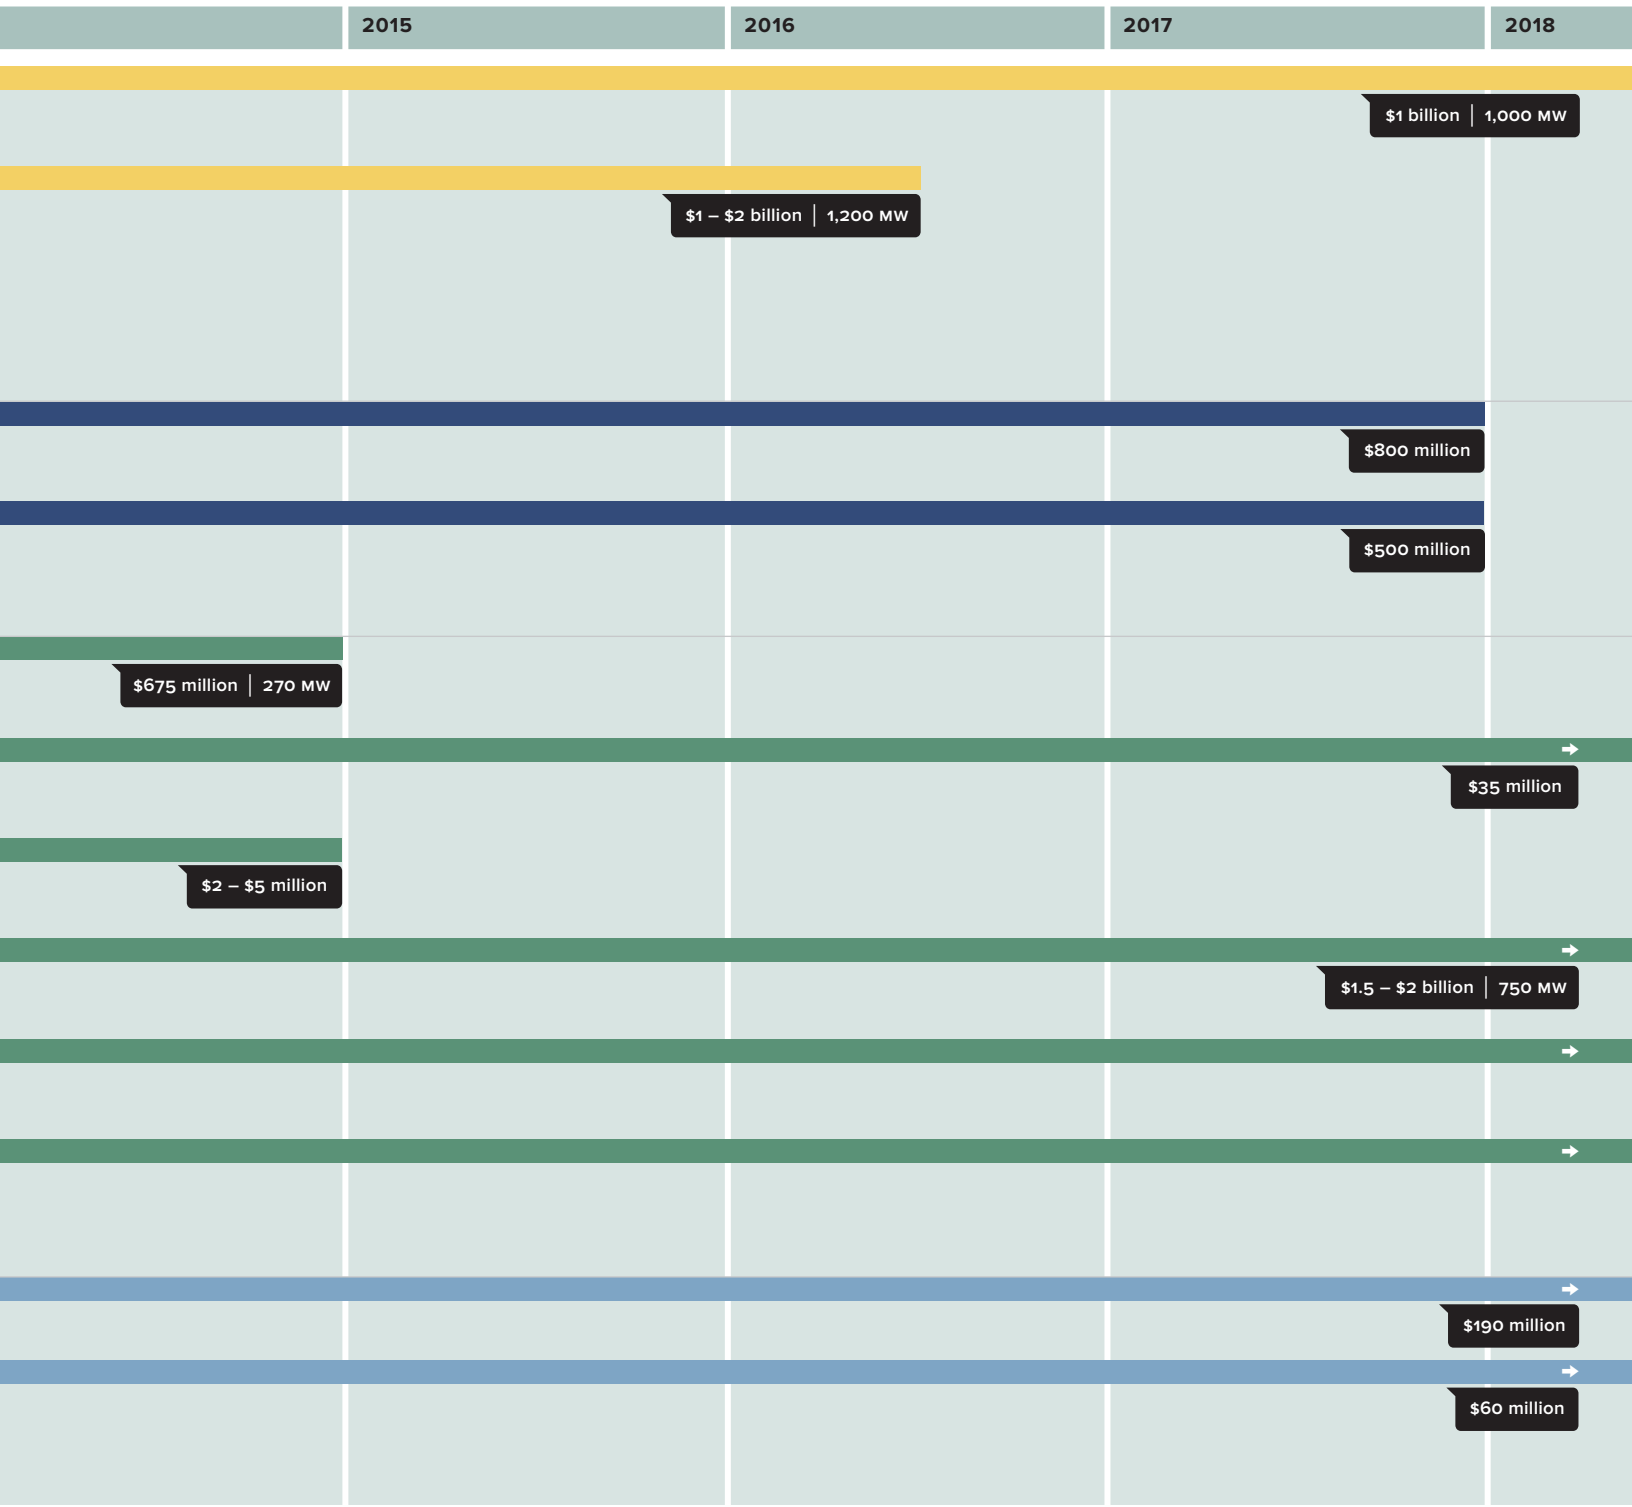 2015 2016 2017 2018
$1 billion | 1,000 MW
$1 – $2 billion | 1,200 MW
$800 million
$500 million
$675 million | 270 MW
$35 million
$2 – $5 million
$1.5 – $2 billion | 750 MW
$190 million
$60 million